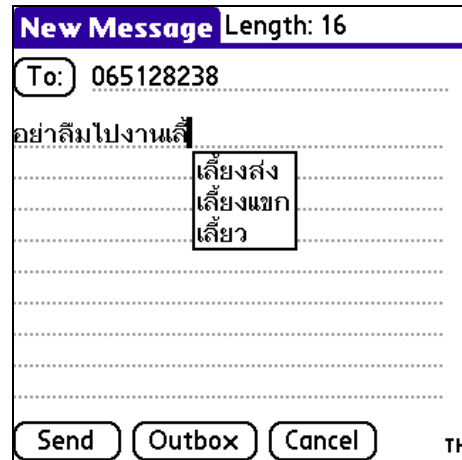 New Message Length: 16
To: 065128238
อย่าลืมไปงานเลี้
เลี้ยงส่ง
เลี้ยงแขก
เลี้ยว
Send Outbox Cancel TH